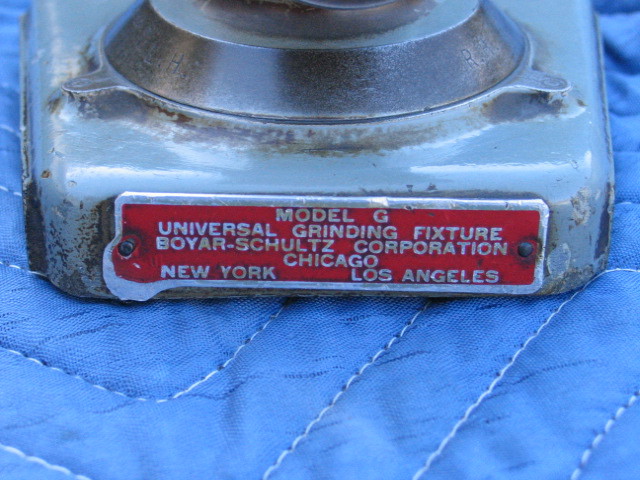 L.H.
R.H.
MODEL G
UNIVERSAL GRINDING FIXTURE
BOYAR-SCHULTZ CORPORATION
CHICAGO
NEW YORK LOS ANGELES